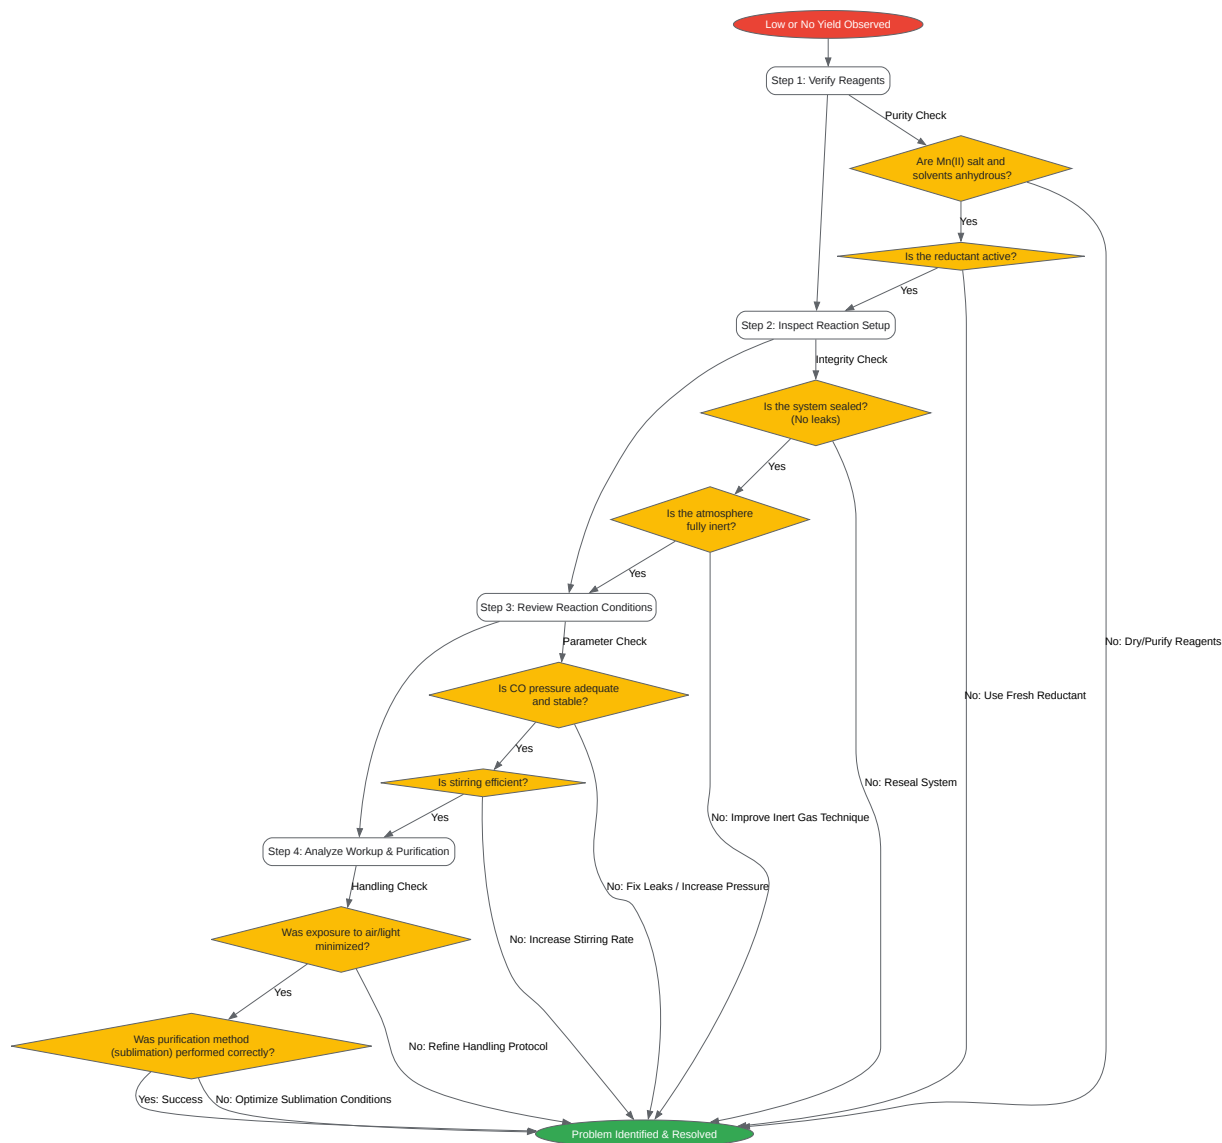 Low or No Yield Observed
Step 1: Verify Reagents
Purity Check
Are Mn(II) salt and
solvents anhydrous?
Yes
Is the reductant active?
Yes
Step 2: Inspect Reaction Setup
Integrity Check
Is the system sealed?
(No leaks)
Yes
Is the atmosphere
fully inert?
Yes
Step 3: Review Reaction Conditions
Parameter Check
No: Dry/Purify Reagents
Is CO pressure adequate
and stable?
No: Use Fresh Reductant
Yes
Is stirring efficient?
No: Reseal System
Yes
No: Improve Inert Gas Technique
Step 4: Analyze Workup & Purification
Handling Check
No: Fix Leaks / Increase Pressure
Was exposure to air/light
minimized?
No: Increase Stirring Rate
Yes
Was purification method
(sublimation) performed correctly?
No: Refine Handling Protocol
Yes: Success
No: Optimize Sublimation Conditions
Problem Identified & Resolved